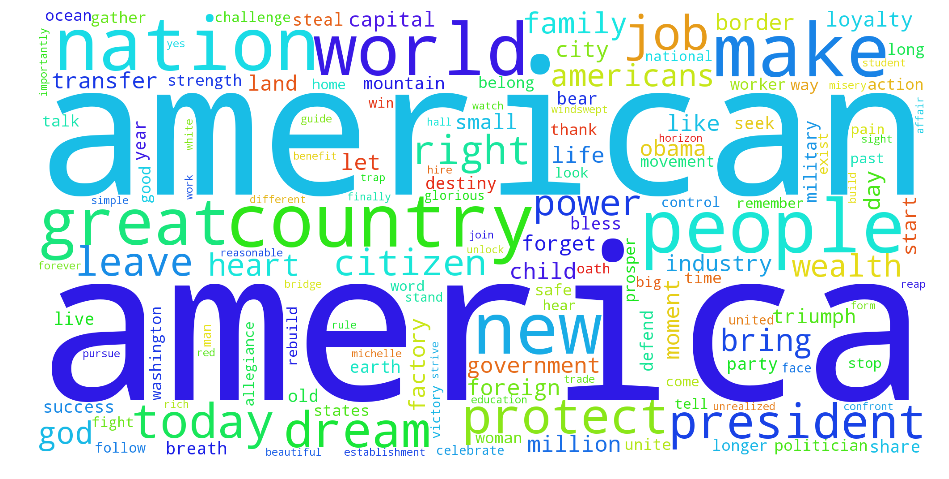 ocean gather challenge steal capital family job border loyalty
importantly nation yes world city national make long
student
transfer strength land home mountain belong americans worker way misery action
american
win watch windswept
talk year white guide hall small bear thank like seek military exist pain affair
good work benefit let right life horizon obama movement past sight
trap hire destiny look day build
simple different finally glorious power control remember start
great country join bless people
forever leave reasonable heart citizen unlock forget child oath prosper industry wealth
bridge word stand safe hear big time reap
america
live man rule earth new defend moment united triumph form
pursue washington red allegiance rebuild michelle factory government trade bring party face stop
rich old strive foreign education come
success today states victory protect tell unrealized confront
god fight dream woman million unite president
follow breath beautiful establishment celebrate longer politician share